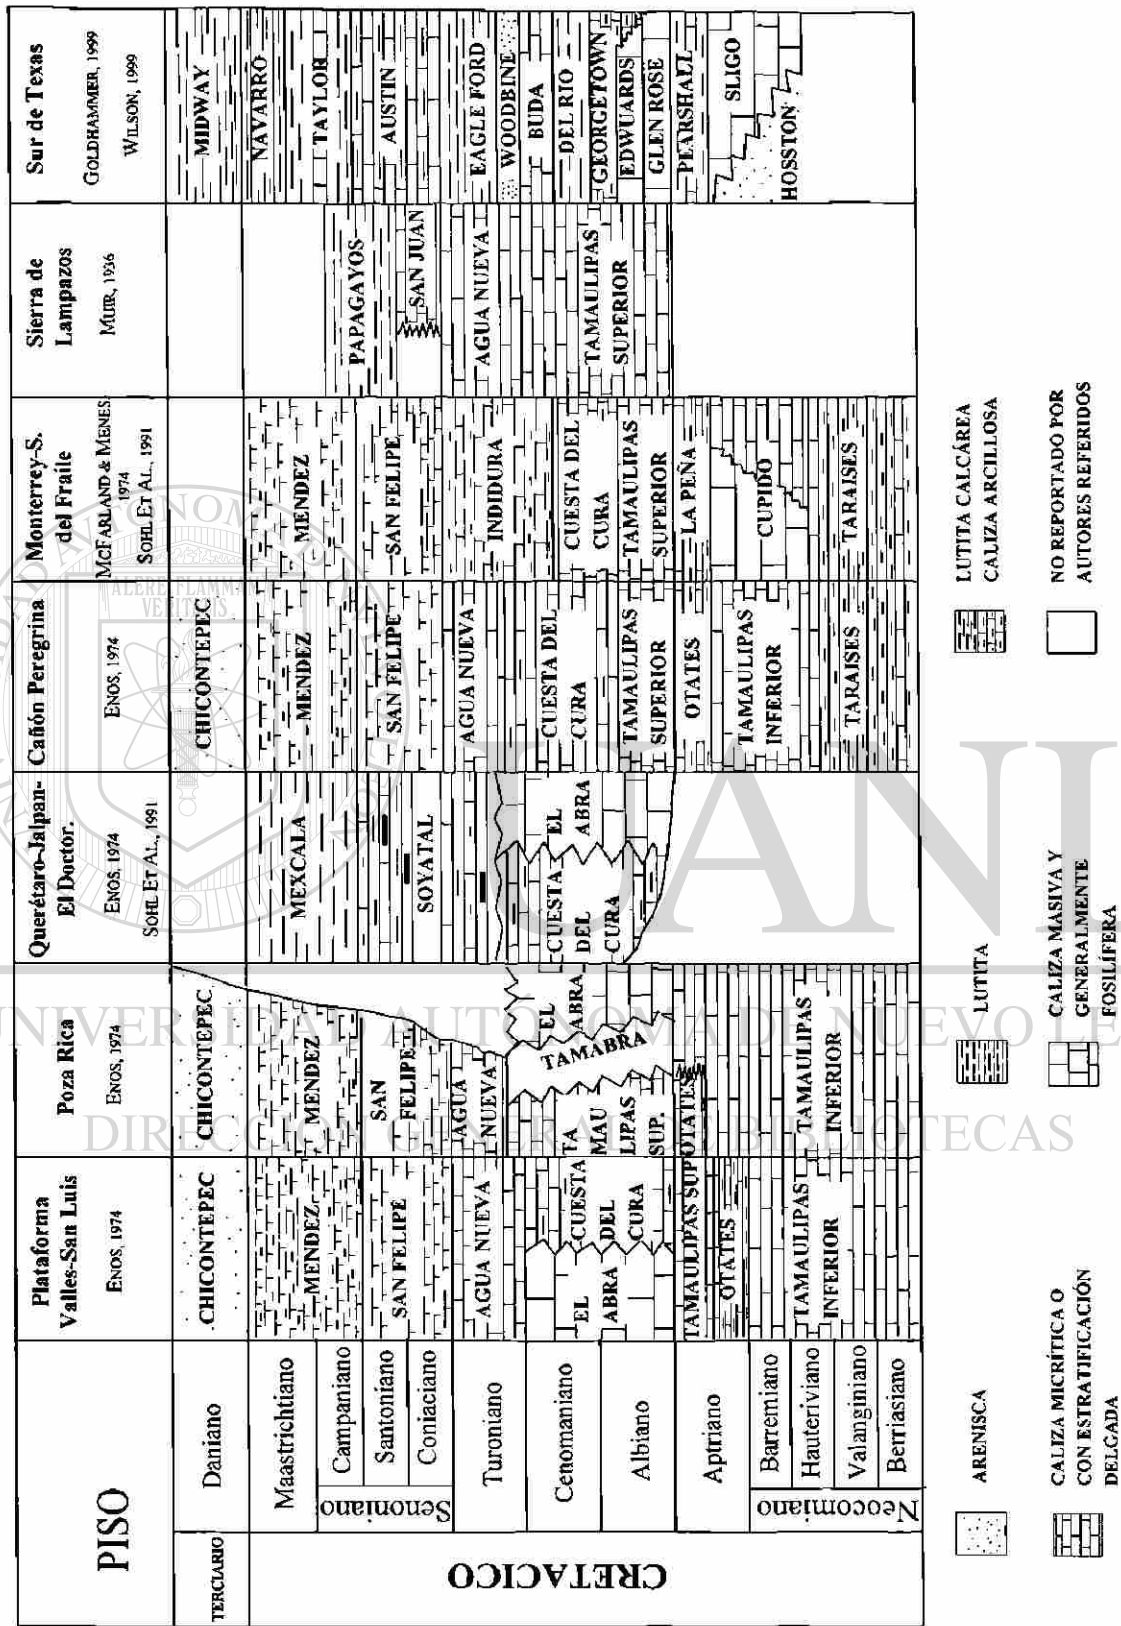 PISO
Plataforma
Valles-San Luis
ENOS, 1974
Poza Rica
ENOS, 1974
Querétaro-Jalpan-
El Doctor.
ENOS, 1974
SOHL ET AL., 1991
Cañón Peregrina
ENOS, 1974
Monterrey-S.
del Fraile
MCFARLAND & MENES
1974
SOHL ET AL., 1991
Sierra de
Lampazos
MUIR, 1936
Sur de Texas
GOLDHAMMER, 1999
WILSON, 1999
TERCIARIO
CRETACICO
Daniano
Maastrichtiano
Senoniano
Campaniano
Santoniano
Coniaciano
Turoniano
Cenomaniano
Albiano
Aptriano
Neocomiano
Barremiano
Hauteriviano
Valanginiano
Berriasiano
CHICONTEPEC
MENDEZ
SAN FELIPE
AGUA NUEVA
EL
ABRA
CUESTA
DEL
CURA
TAMAULIPAS SUP
OTATES
TAMAULIPAS
INFERIOR
CHICONTEPEC
MENDEZ
SAN
FELIPE
AGUA
NUEVA
TA
MAU
LIPAS
SUP.
TAMABRA
EL
ABRA
OTATES
TAMAULIPAS
INFERIOR
MEXCALA
SOYATAL
CUESTA
DEL
CURA
EL
ABRA
CHICONTEPEC
MENDEZ
SAN FELIPE
AGUA NUEVA
CUESTA DEL
CURA
TAMAULIPAS
SUPERIOR
OTATES
TAMAULIPAS
INFERIOR
TARAISES
MENDEZ
SAN FELIPE
INDIDURA
CUESTA DEL
CURA
TAMAULIPAS
SUPERIOR
LA PEÑA
CUPIDO
TARAISES
PAPAGAYOS
SAN JUAN
AGUA NUEVA
TAMAULIPAS
SUPERIOR
MIDWAY
NAVARRO
TAYLOR
AUSTIN
EAGLE FORD
WOODBINE
BUDA
DEL RIO
GEORGETOWN
EDWUARDS
GLEN ROSE
PEARSHALL
SLIGO
HOSSTON
ARENISCA
LUTITA
LUTITA CALCÁREA
CALIZA ARCILLOSA
CALIZA MICRÍTICA O
CON ESTRATIFICACIÓN
DELGADA
CALIZA MASIVA Y
GENERALMENTE
FOSILÍFERA
NO REPORTADO POR
AUTORES REFERIDOS
ALERE FLAMMAM
VERITATIS
UANL
UNIVERSIDAD AUTÓNOMA DE NUEVO LE
DIRECCIÓN GENERAL DE BIBLIOTECAS